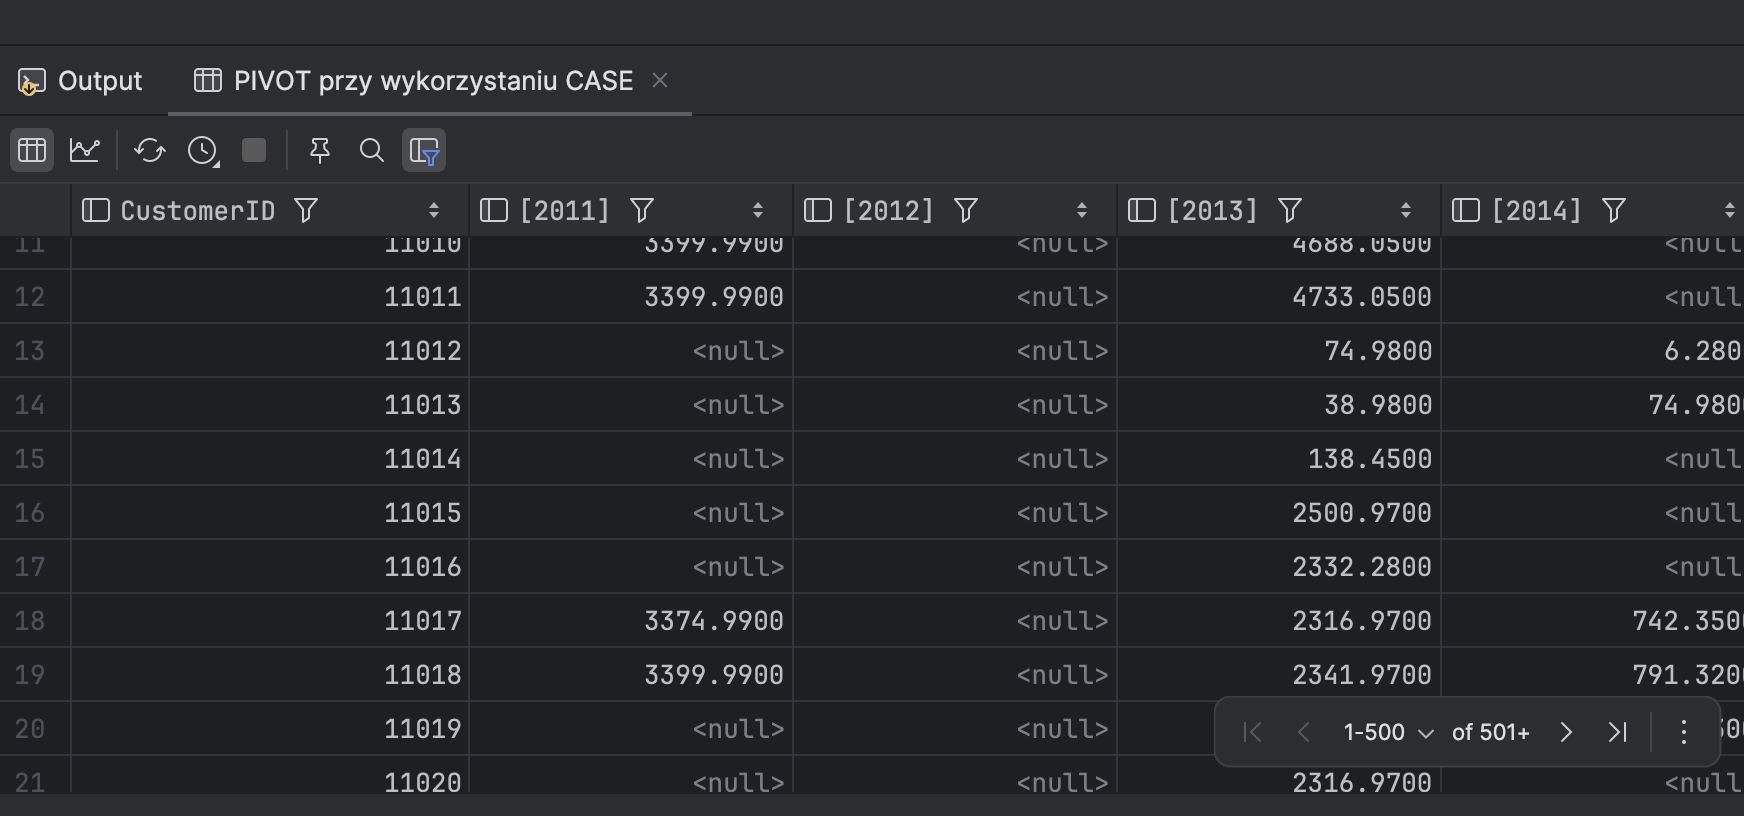 Output PIVOT przy wykorzystaniu CASE
CustomerID [2011] [2012] [2013] [2014]
11 11010 3399.9900 <null> 4688.0500 <null
12 11011 3399.9900 <null> 4733.0500 <null
13 11012 <null> <null> 74.9800 6.280
14 11013 <null> <null> 38.9800 74.980
15 11014 <null> <null> 138.4500 <null
16 11015 <null> <null> 2500.9700 <null
17 11016 <null> <null> 2332.2800 <null
18 11017 3374.9900 <null> 2316.9700 742.350
19 11018 3399.9900 <null> 2341.9700 791.320
20 11019 <null> <null>
1-500 of 501+
21 11020 <null> <null> 2316.9700 <null